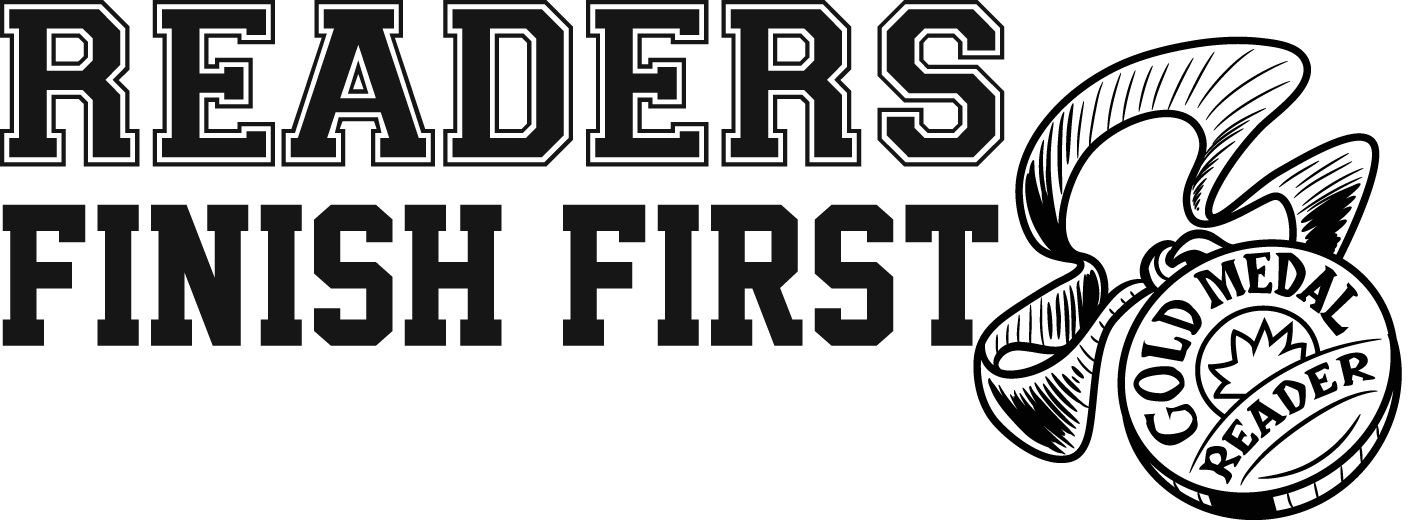 READERS
FINISH FIRST
GOLD MEDAL
READER